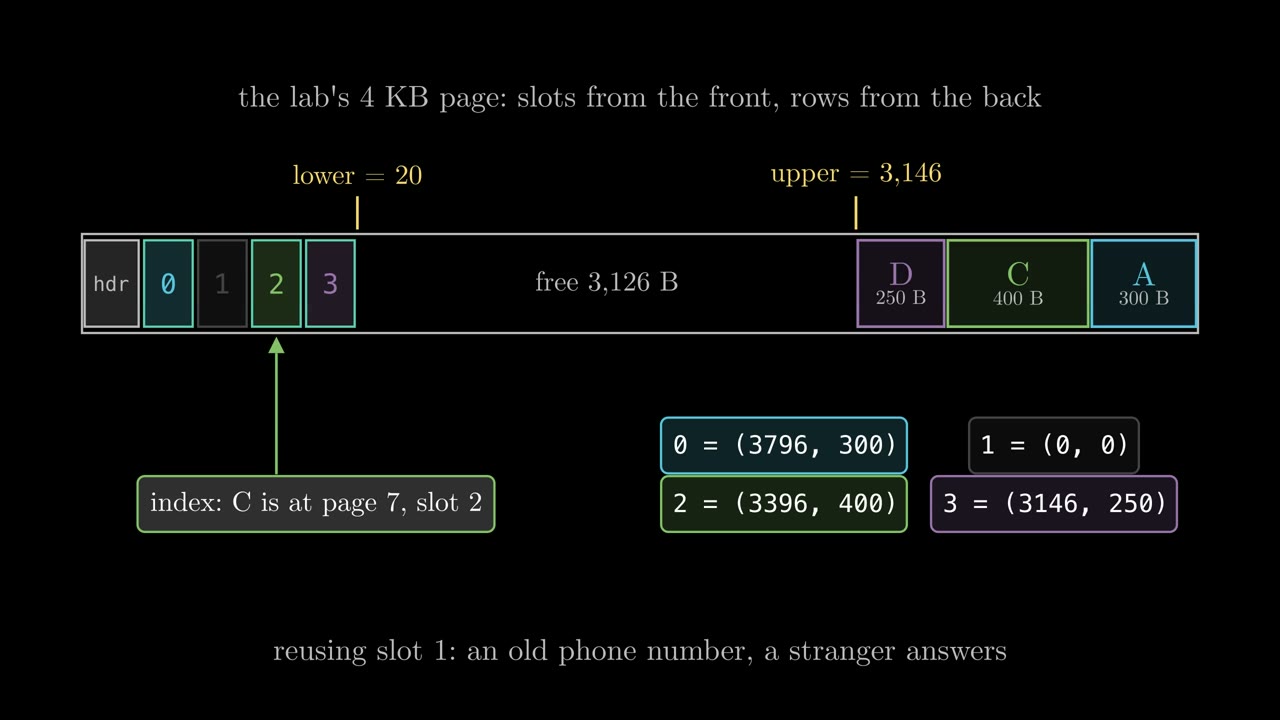 the lab's 4 KB page: slots from the front, rows from the back
lower = 20
upper = 3,146
hdr
0
1
2
3
free 3,126 B
D
250 B
C
400 B
A
300 B
0 = (3796, 300)
1 = (0, 0)
index: C is at page 7, slot 2
2 = (3396, 400)
3 = (3146, 250)
reusing slot 1: an old phone number, a stranger answers